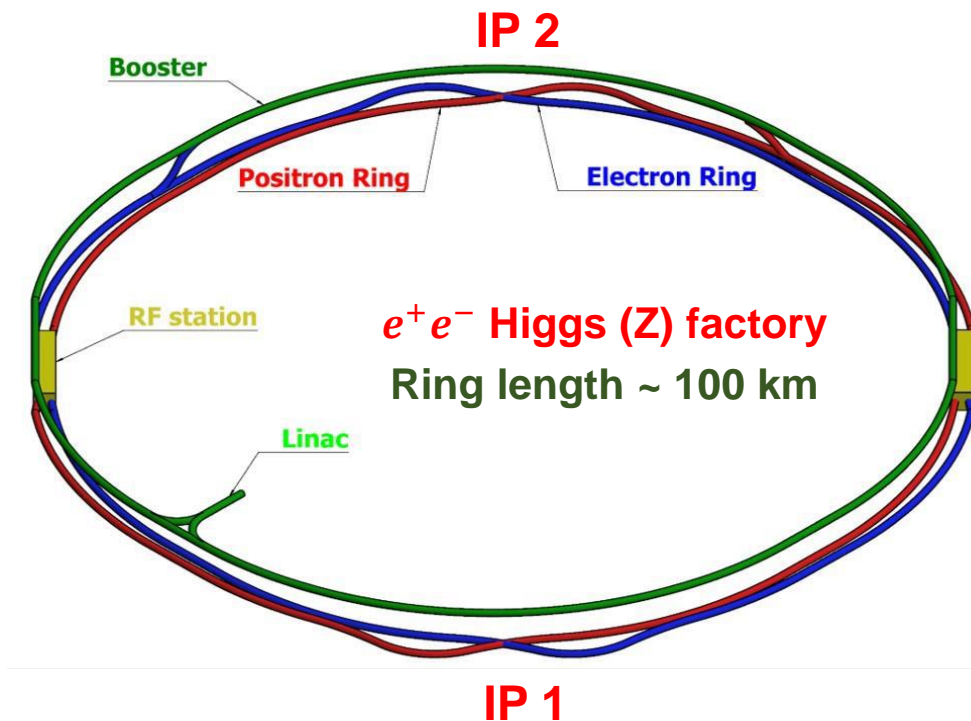 IP 2
Booster
Positron Ring
Electron Ring
RF station
e⁺e⁻ Higgs (Z) factory
Ring length ~ 100 km
Linac
IP 1